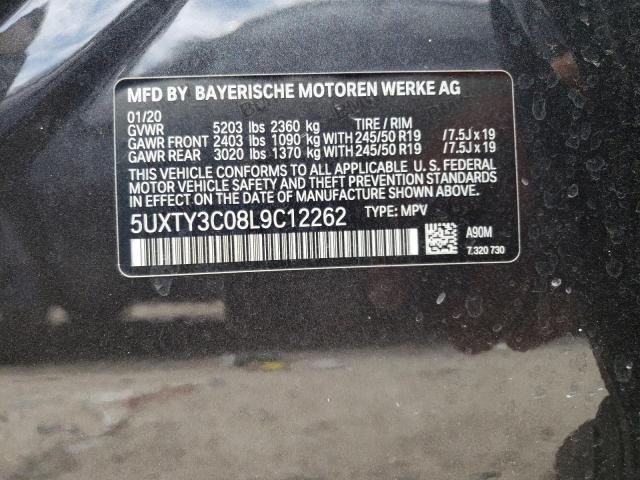 MFD BY BAYERISCHE MOTOREN WERKE AG
01/20
GVWR 5203 lbs 2360 kg TIRE / RIM
GAWR FRONT 2403 lbs 1090 kg WITH 245/50 R19 /7.5J x 19
GAWR REAR 3020 lbs 1370 kg WITH 245/50 R19 /7.5J x 19
THIS VEHICLE CONFORMS TO ALL APPLICABLE U.S. FEDERAL
MOTOR VEHICLE SAFETY, BUMPER, AND THEFT PREVENTION STANDARDS
IN EFFECT ON THE DATE OF MANUFACTURE SHOWN ABOVE.
5UXTY3C08L9C12262 TYPE: MPV
A90M
7.320 730